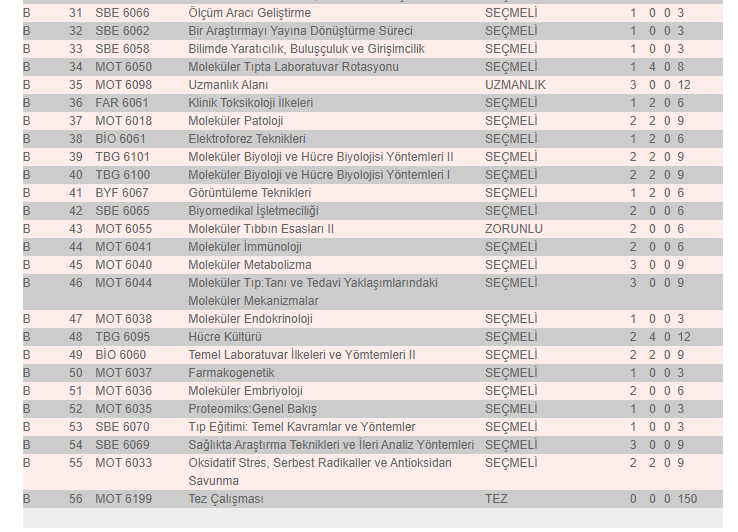 B 31 SBE 6066 Ölçüm Aracı Geliştirme SEÇMELİ 1 0 0 3
B 32 SBE 6062 Bir Araştırmayı Yayına Dönüştürme Süreci SEÇMELİ 1 0 0 3
B 33 SBE 6058 Bilimde Yaratıcılık, Buluşçuluk ve Girişimcilik SEÇMELİ 1 0 0 3
B 34 MOT 6050 Moleküler Tıpta Laboratuvar Rotasyonu SEÇMELİ 1 4 0 8
B 35 MOT 6098 Uzmanlık Alanı UZMANLIK 3 0 0 12
B 36 FAR 6061 Klinik Toksikoloji İlkeleri SEÇMELİ 1 2 0 6
B 37 MOT 6018 Moleküler Patoloji SEÇMELİ 2 2 0 9
B 38 BİO 6061 Elektroforez Teknikleri SEÇMELİ 1 2 0 6
B 39 TBG 6101 Moleküler Biyoloji ve Hücre Biyolojisi Yöntemleri II SEÇMELİ 2 2 0 9
B 40 TBG 6100 Moleküler Biyoloji ve Hücre Biyolojisi Yöntemleri I SEÇMELİ 2 2 0 9
B 41 BYF 6067 Görüntüleme Teknikleri SEÇMELİ 1 2 0 6
B 42 SBE 6065 Biyomedikal İşletmeciliği SEÇMELİ 2 0 0 6
B 43 MOT 6055 Moleküler Tıbbın Esasları II ZORUNLU 2 0 0 6
B 44 MOT 6041 Moleküler İmmünoloji SEÇMELİ 2 0 0 6
B 45 MOT 6040 Moleküler Metabolizma SEÇMELİ 3 0 0 9
B 46 MOT 6044 Moleküler Tıp:Tanı ve Tedavi Yaklaşımlarındaki SEÇMELİ 3 0 0 9
Moleküler Mekanizmalar
B 47 MOT 6038 Moleküler Endokrinoloji SEÇMELİ 1 0 0 3
B 48 TBG 6095 Hücre Kültürü SEÇMELİ 2 4 0 12
B 49 BİO 6060 Temel Laboratuvar İlkeleri ve Yömtemleri II SEÇMELİ 2 2 0 9
B 50 MOT 6037 Farmakogenetik SEÇMELİ 1 0 0 3
B 51 MOT 6036 Moleküler Embriyoloji SEÇMELİ 2 0 0 6
B 52 MOT 6035 Proteomiks:Genel Bakış SEÇMELİ 1 0 0 3
B 53 SBE 6070 Tıp Eğitimi: Temel Kavramlar ve Yöntemler SEÇMELİ 1 0 0 3
B 54 SBE 6069 Sağlıkta Araştırma Teknikleri ve İleri Analiz Yöntemleri SEÇMELİ 3 0 0 9
B 55 MOT 6033 Oksidatif Stres, Serbest Radikaller ve Antioksidan SEÇMELİ 2 2 0 9
Savunma
B 56 MOT 6199 Tez Çalışması TEZ 0 0 0 150